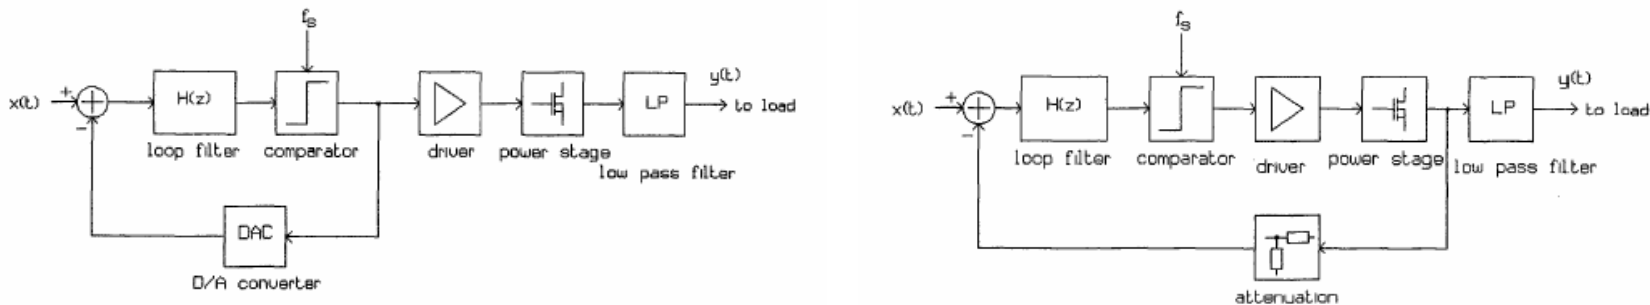 fs
x(t)
+
-
H(z)
loop filter
comparator
driver
power stage
LP
low pass filter
y(t)
to load
DAC
D/A converter
fs
x(t)
+
-
H(z)
loop filter
comparator
driver
power stage
LP
low pass filter
y(t)
to load
attenuation